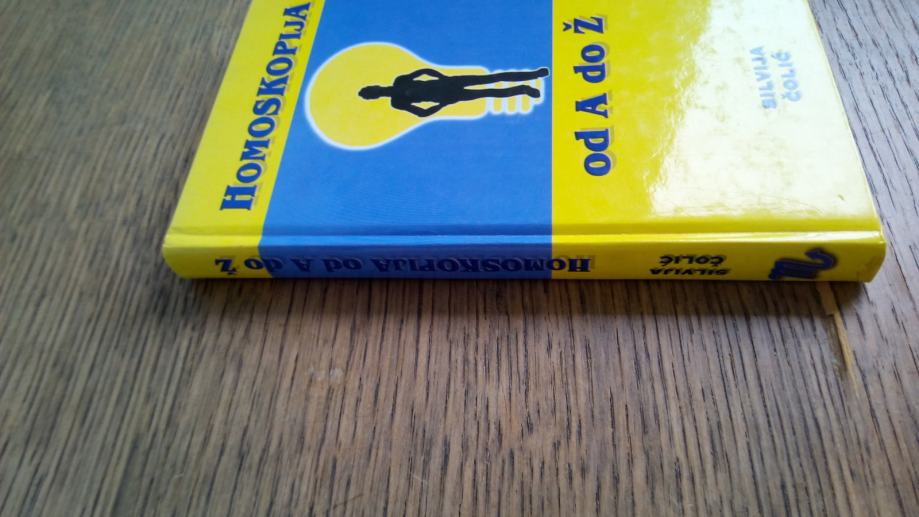 HOMOSKOPIJA
od A do Ž
SILVIJA
ČOLIĆ
HOMOSKOPIJA od A do Ž
SILVIJA
ČOLIĆ